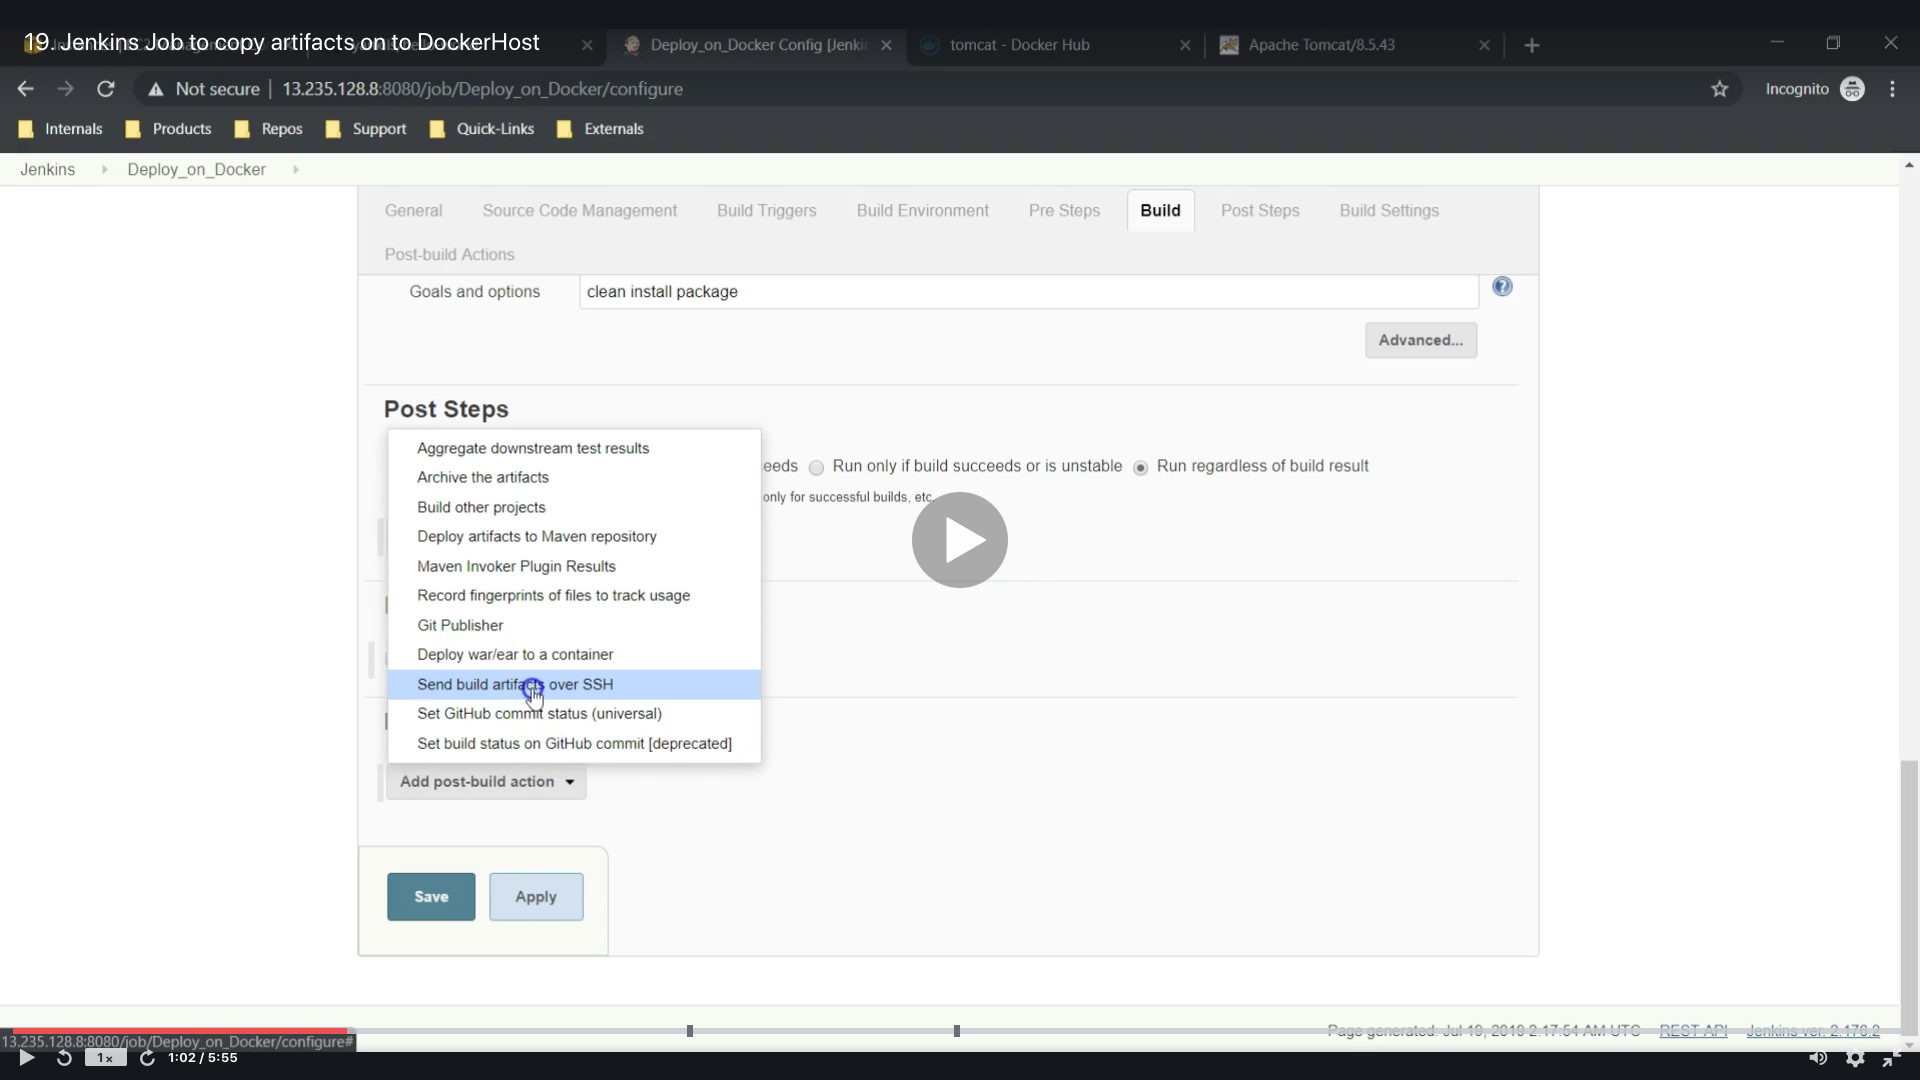 19. Jenkins Job to copy artifacts on to DockerHost
Deploy_on_Docker Config [Jenki
tomcat - Docker Hub
Apache Tomcat/8.5.43
Not secure
13.235.128.8:8080/job/Deploy_on_Docker/configure
Incognito
Internals
Products
Repos
Support
Quick-Links
Externals
Jenkins
Deploy_on_Docker
General
Source Code Management
Build Triggers
Build Environment
Pre Steps
Build
Post Steps
Build Settings
Post-build Actions
Goals and options
clean install package
Advanced...
Post Steps
Aggregate downstream test results
eeds
Run only if build succeeds or is unstable
Run regardless of build result
Archive the artifacts
only for successful builds, etc.
Build other projects
Deploy artifacts to Maven repository
Maven Invoker Plugin Results
Record fingerprints of files to track usage
Git Publisher
Deploy war/ear to a container
Send build artifacts over SSH
Set GitHub commit status (universal)
Set build status on GitHub commit [deprecated]
Add post-build action
Save
Apply
Page generated: Jul 19, 2019 2:17:54 AM UTC
REST API
Jenkins ver. 2.176.2
13.235.128.8:8080/job/Deploy_on_Docker/configure#
1x
1:02 / 5:55